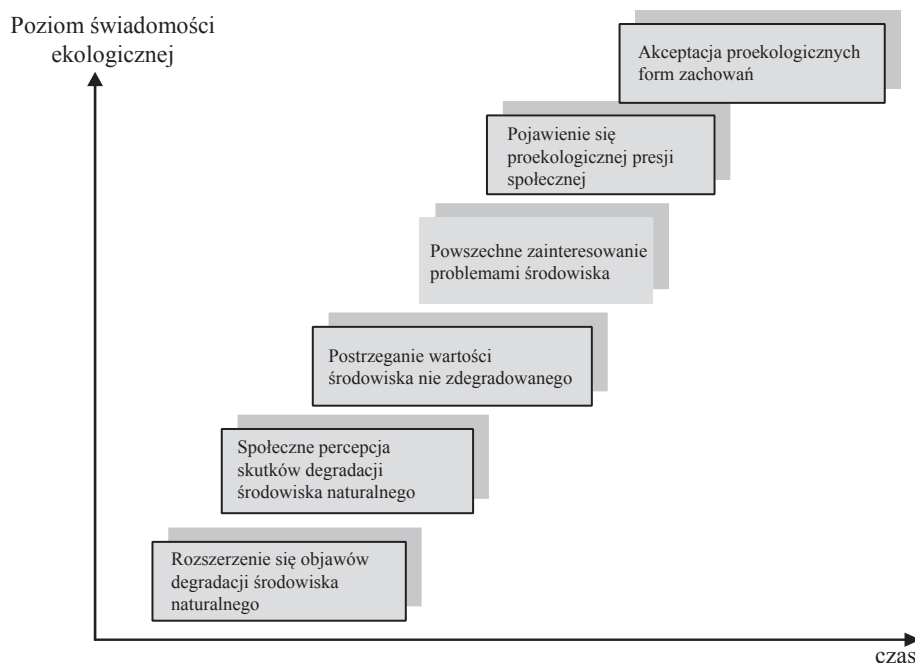 Poziom świadomości
ekologicznej
Akceptacja proekologicznych
form zachowań
Pojawienie się
proekologicznej presji
społecznej
Powszechne zainteresowanie
problemami środowiska
Postrzeganie wartości
środowiska nie zdegradowanego
Społeczne percepcja
skutków degradacji
środowiska naturalnego
Rozszerzenie się objawów
degradacji środowiska
naturalnego
czas